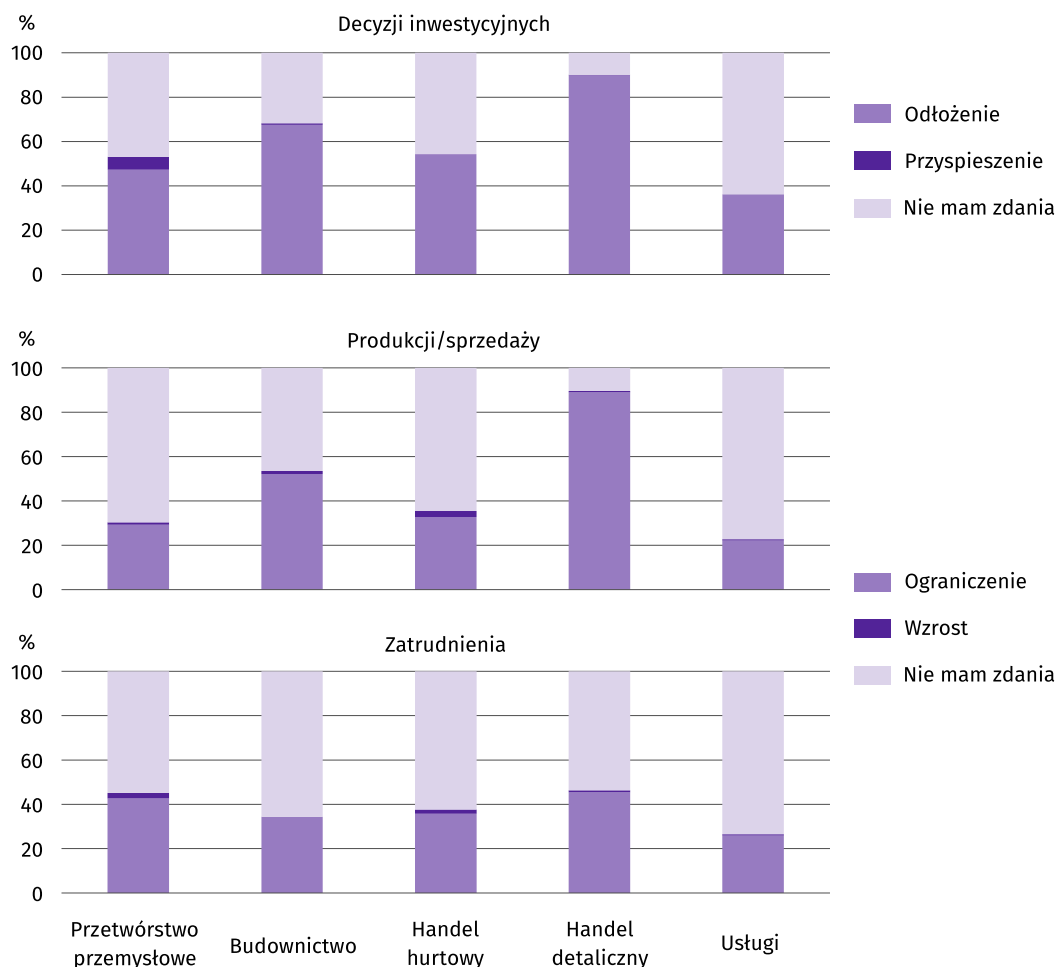 %
Decyzji inwestycyjnych
100
80
60
40
20
0
Odłożenie
Przyspieszenie
Nie mam zdania
%
Produkcji/sprzedaży
100
80
60
40
20
0
%
Zatrudnienia
100
80
60
40
20
0
Ograniczenie
Wzrost
Nie mam zdania
Przetwórstwo
przemysłowe
Budownictwo
Handel
hurtowy
Handel
detaliczny
Usługi